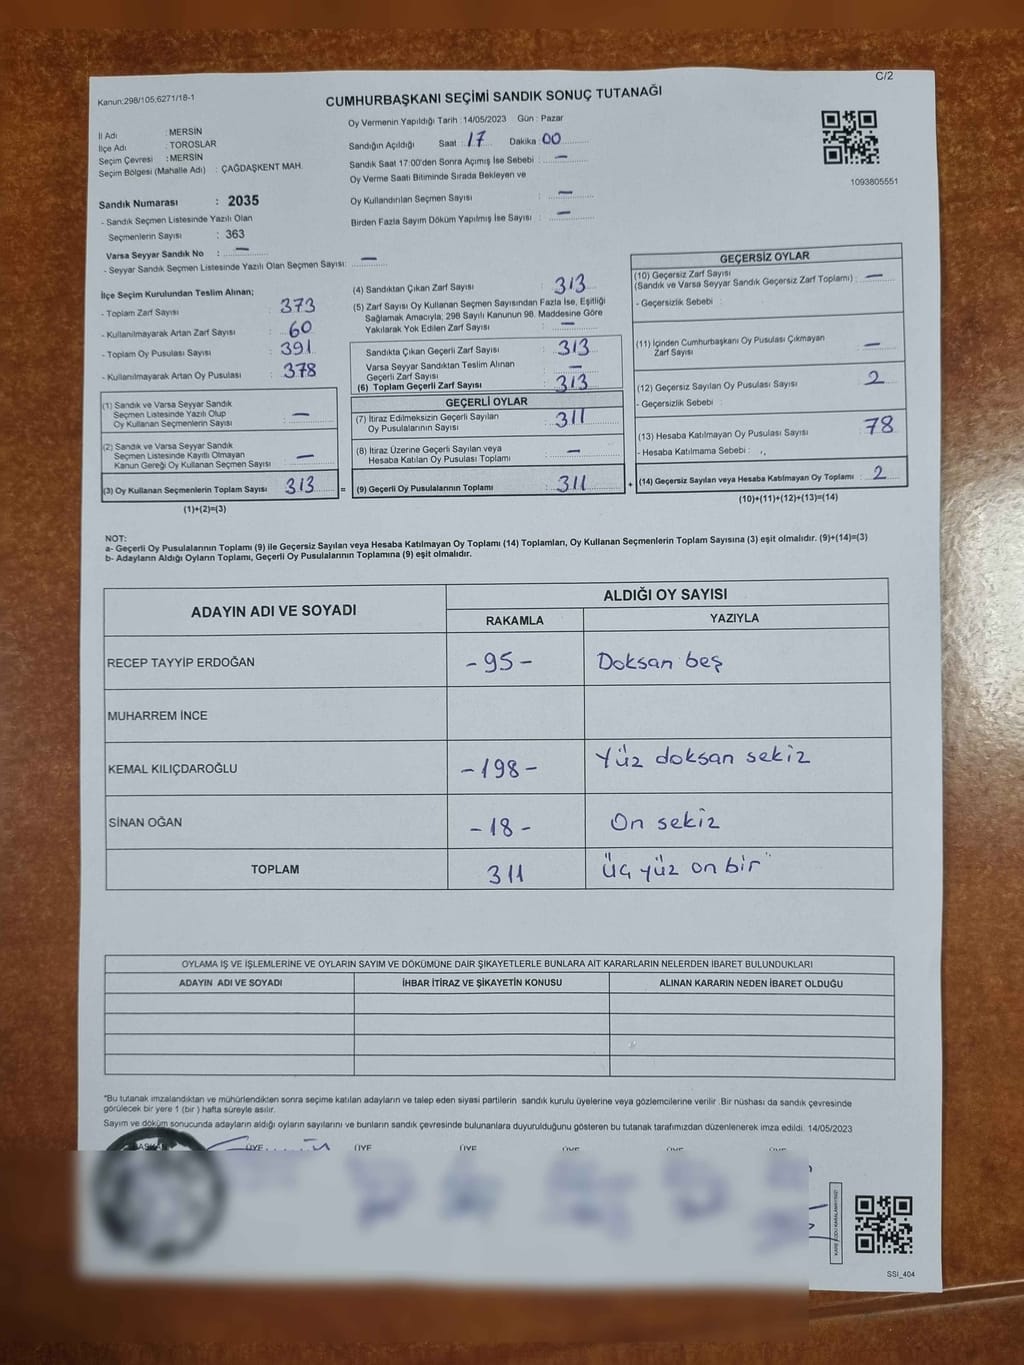 Kanun:298/105;6271/18-1
C/2
CUMHURBAŞKANI SEÇİMİ SANDIK SONUÇ TUTANAĞI
Oy Vermenin Yapıldığı Tarih :14/05/2023 Gün : Pazar
İl Adı : MERSİN
İlçe Adı : TOROSLAR
Seçim Çevresi : MERSİN
Seçim Bölgesi (Mahalle Adı) : ÇAĞDAŞKENT MAH.
Sandığın Açıldığı Saat : 17 Dakika : 00
Sandık Saat 17:00'den Sonra Açımış İse Sebebi : —
Oy Verme Saati Bitiminde Sırada Bekleyen ve
Oy Kullandırılan Seçmen Sayısı : —
Birden Fazla Sayım Döküm Yapılmış İse Sayısı : —
1093805551
Sandık Numarası : 2035
- Sandık Seçmen Listesinde Yazılı Olan
Seçmenlerin Sayısı : 363
Varsa Seyyar Sandık No : —
- Seyyar Sandık Seçmen Listesinde Yazılı Olan Seçmen Sayısı: —
İlçe Seçim Kurulundan Teslim Alınan;
- Toplam Zarf Sayısı : 373
- Kullanılmayarak Artan Zarf Sayısı : 60
- Toplam Oy Pusulası Sayısı : 391
- Kullanılmayarak Artan Oy Pusulası : 378
(1) Sandık ve Varsa Seyyar Sandık
Seçmen Listesinde Yazılı Olup
Oy Kullanan Seçmenlerin Sayısı : —
(2) Sandık ve Varsa Seyyar Sandık
Seçmen Listesinde Kayıtlı Olmayan
Kanun Gereği Oy Kullanan Seçmen Sayısı : —
(3) Oy Kullanan Seçmenlerin Toplam Sayısı : 313 =
(1)+(2)=(3)
(4) Sandıktan Çıkan Zarf Sayısı : 313
(5) Zarf Sayısı Oy Kullanan Seçmen Sayısından Fazla İse, Eşitliği
Sağlamak Amacıyla; 298 Sayılı Kanunun 98. Maddesine Göre
Yakılarak Yok Edilen Zarf Sayısı : —
Sandıkta Çıkan Geçerli Zarf Sayısı : 313
Varsa Seyyar Sandıktan Teslim Alınan
Geçerli Zarf Sayısı : —
(6) Toplam Geçerli Zarf Sayısı : 313
GEÇERLİ OYLAR
(7) İtiraz Edilmeksizin Geçerli Sayılan
Oy Pusulalarının Sayısı : 311
(8) İtiraz Üzerine Geçerli Sayılan veya
Hesaba Katılan Oy Pusulası Toplamı : —
(9) Geçerli Oy Pusulalarının Toplamı : 311 +
GEÇERSİZ OYLAR
(10) Geçersiz Zarf Sayısı
(Sandık ve Varsa Seyyar Sandık Geçersiz Zarf Toplamı) : —
- Geçersizlik Sebebi :
(11) İçinden Cumhurbaşkanı Oy Pusulası Çıkmayan
Zarf Sayısı : —
(12) Geçersiz Sayılan Oy Pusulası Sayısı : 2
- Geçersizlik Sebebi :
(13) Hesaba Katılmayan Oy Pusulası Sayısı : 78
- Hesaba Katılmama Sebebi :
(14) Geçersiz Sayılan veya Hesaba Katılmayan Oy Toplamı : 2
(10)+(11)+(12)+(13)=(14)
NOT:
a- Geçerli Oy Pusulalarının Toplamı (9) ile Geçersiz Sayılan veya Hesaba Katılmayan Oy Toplamı (14) Toplamları, Oy Kullanan Seçmenlerin Toplam Sayısına (3) eşit olmalıdır. (9)+(14)=(3)
b- Adayların Aldığı Oyların Toplamı, Geçerli Oy Pusulalarının Toplamına (9) eşit olmalıdır.
ADAYIN ADI VE SOYADI
ALDIĞI OY SAYISI
RAKAMLA YAZIYLA
RECEP TAYYİP ERDOĞAN -95- Doksan beş
MUHARREM İNCE
KEMAL KILIÇDAROĞLU -198- Yüz doksan sekiz
SİNAN OĞAN -18- On sekiz
TOPLAM 311 üç yüz on bir
OYLAMA İŞ VE İŞLEMLERİNE VE OYLARIN SAYIM VE DÖKÜMÜNE DAİR ŞİKAYETLERLE BUNLARA AİT KARARLARIN NELERDEN İBARET BULUNDUKLARI
ADAYIN ADI VE SOYADI İHBAR İTİRAZ VE ŞİKAYETİN KONUSU ALINAN KARARIN NEDEN İBARET OLDUĞU
*Bu tutanak imzalandıktan ve mühürlendikten sonra seçime katılan adayların ve talep eden siyasi partilerin sandık kurulu üyelerine veya gözlemcilerine verilir .Bir nüshası da sandık çevresinde
görülecek bir yere 1 (bir ) hafta süreyle asılır.
Sayım ve döküm sonucunda adayların aldığı oyların sayılarını ve bunların sandık çevresinde bulunanlara duyurulduğunu gösteren bu tutanak tarafımızdan düzenlenerek imza edildi. 14/05/2023
BAŞKAN ÜYE ÜYE ÜYE ÜYE ÜYE ÜYE
KARE KODU KARALAMAYINIZ!
SSİ_404